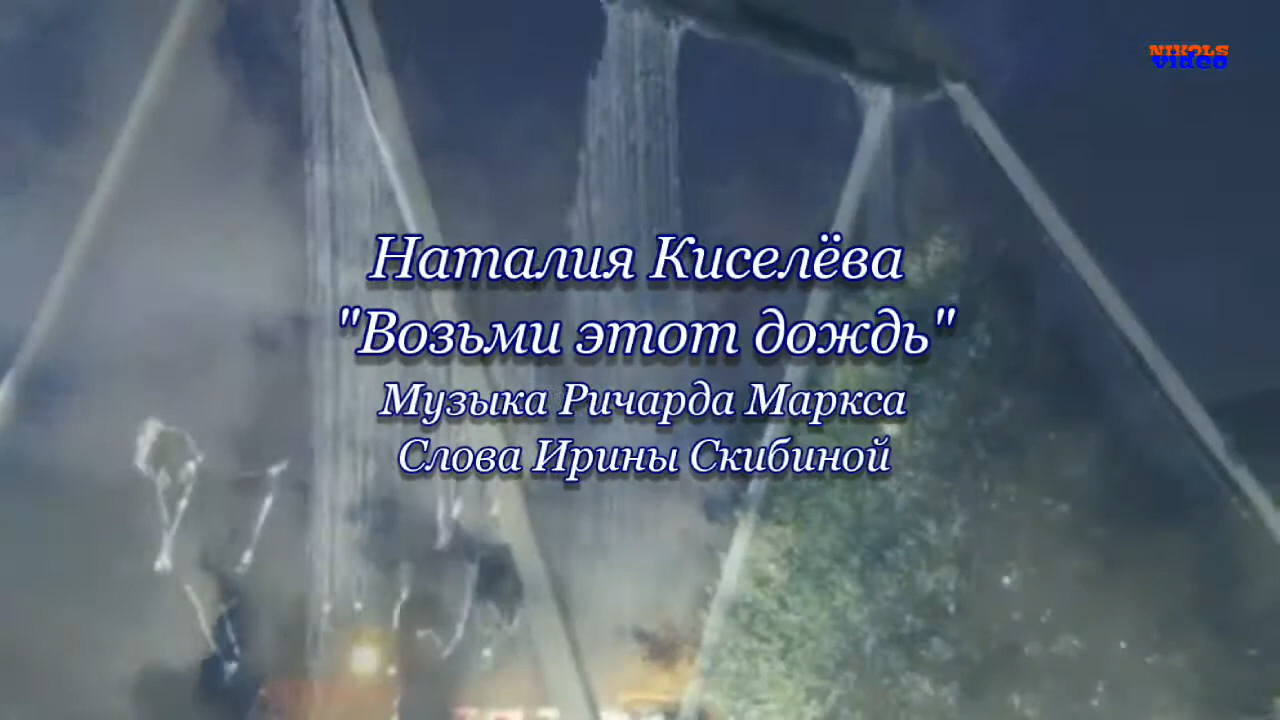 NIKOLS
video
Наталия Киселёва
"Возьми этот дождь"
Музыка Ричарда Маркса
Слова Ирины Скибиной